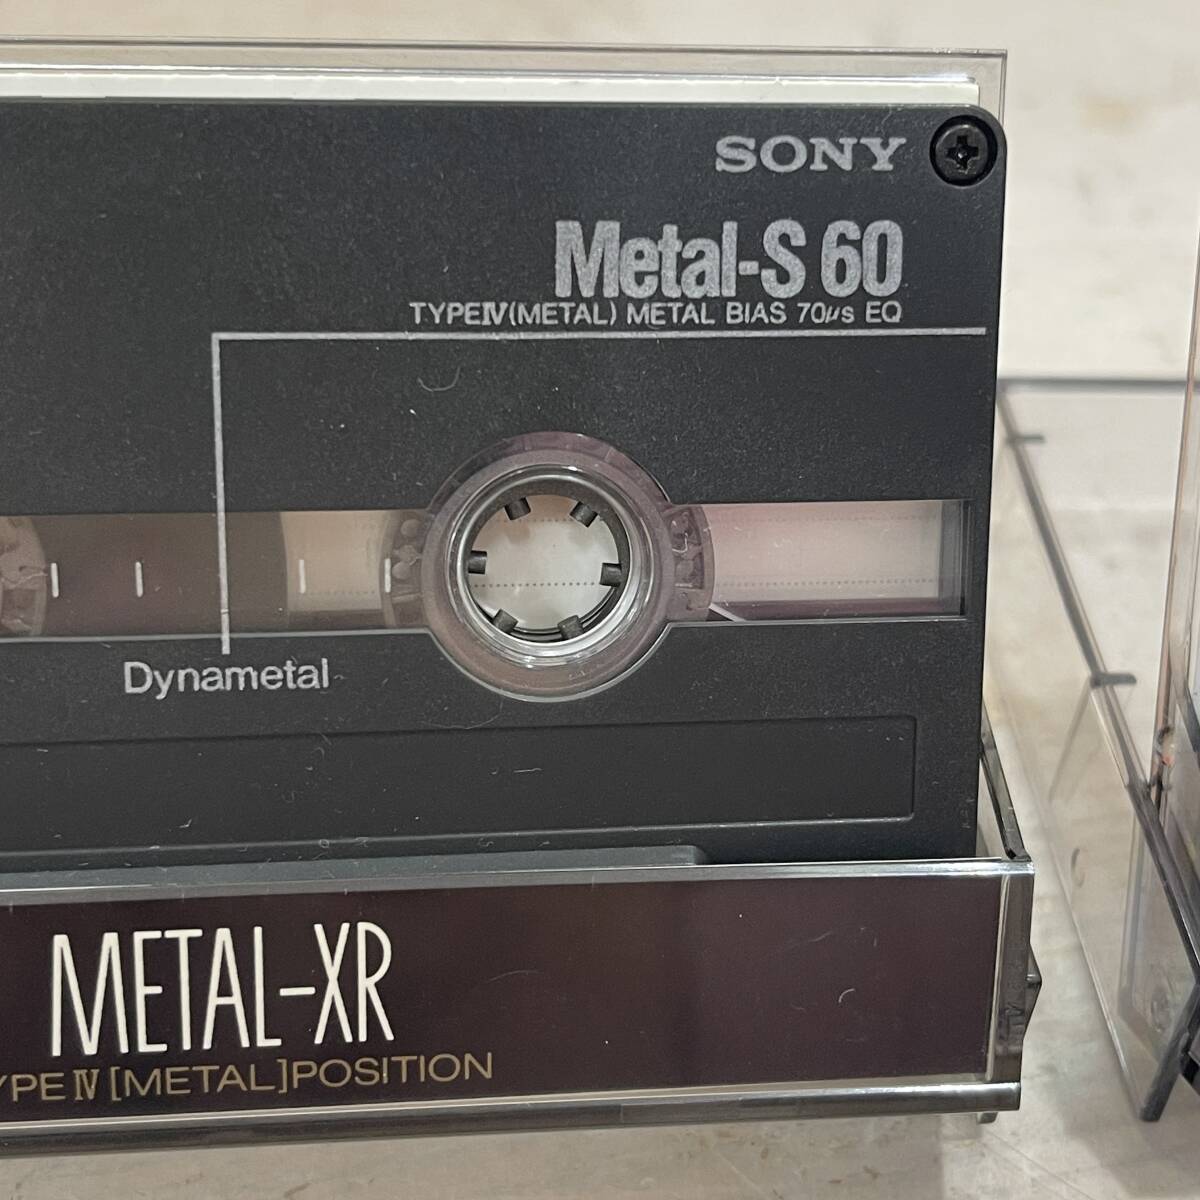 SONY
Metal-S 60
TYPEⅣ(METAL) METAL BIAS 70μs EQ
Dynametal
METAL-XR
YPE Ⅳ [METAL]POSITION